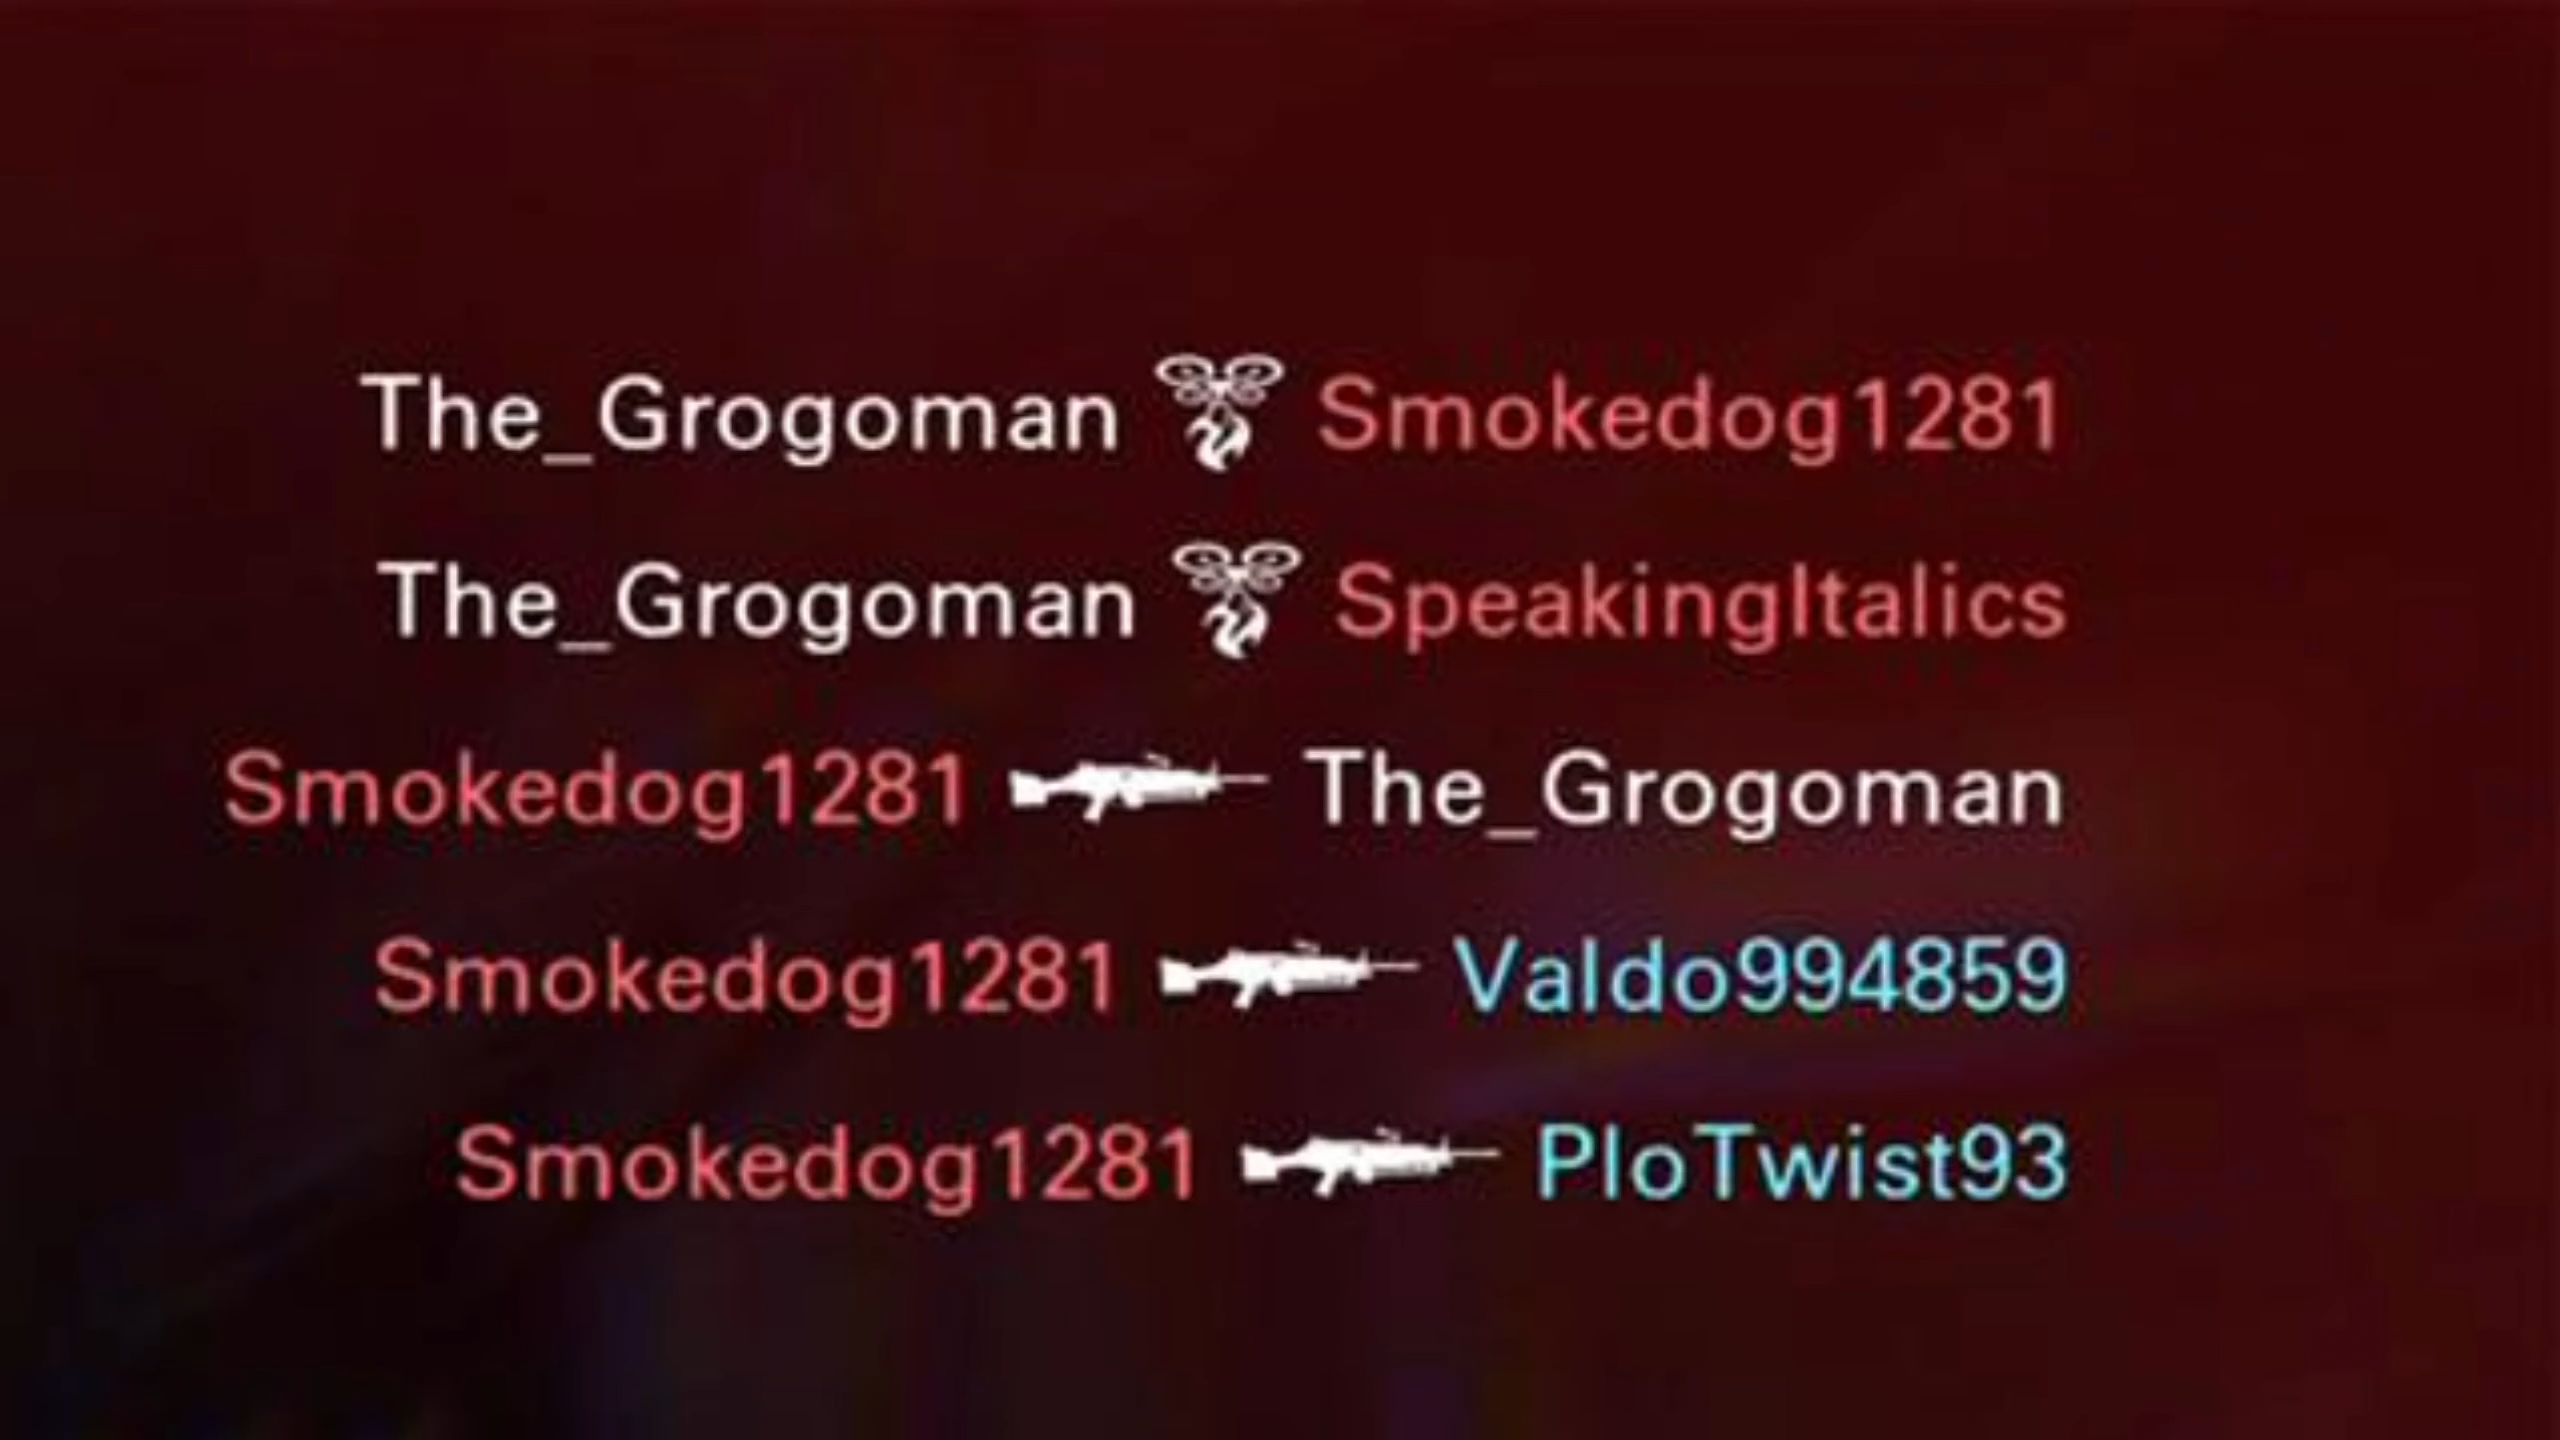 The_Grogoman Smokedog1281
The_Grogoman SpeakingItalics
Smokedog1281 The_Grogoman
Smokedog1281 Valdo994859
Smokedog1281 PloTwist93